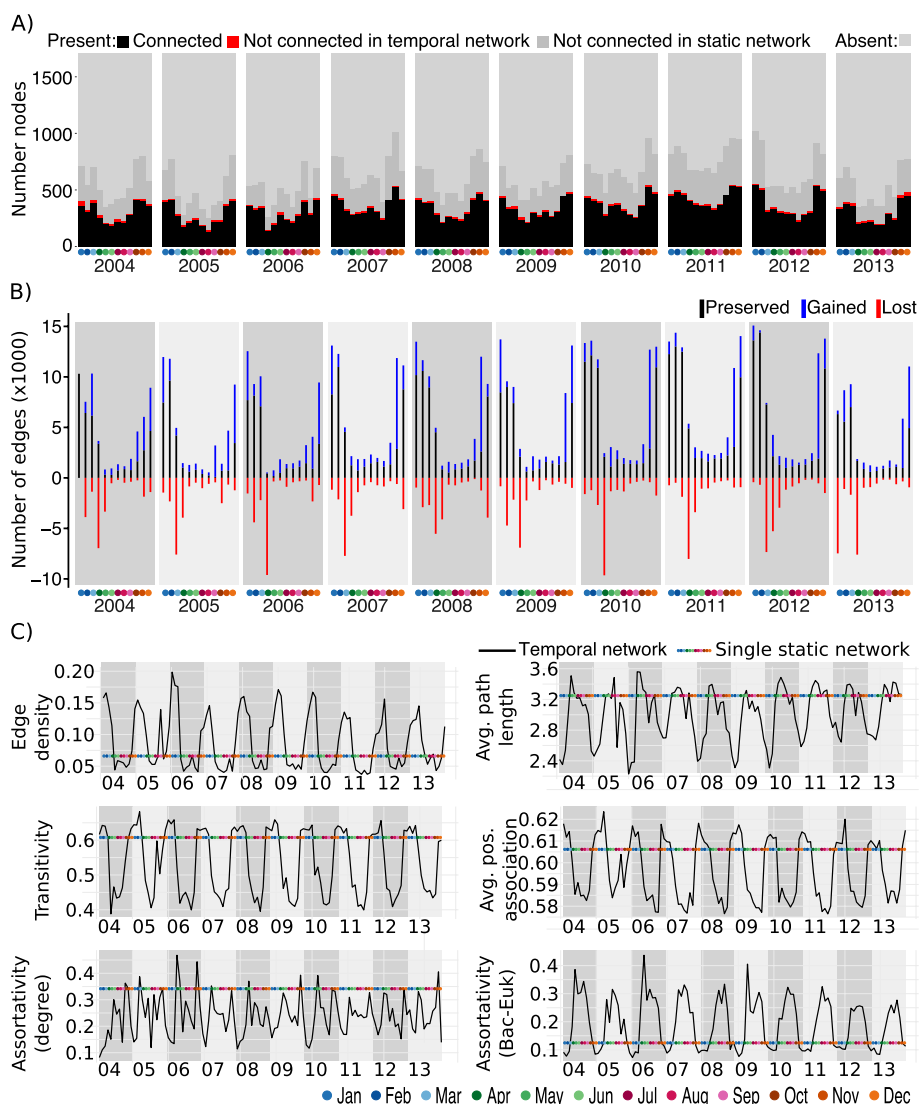 A)
Present: Connected Not connected in temporal network Not connected in static network Absent:
Number nodes
1500
1000
500
0
2004 2005 2006 2007 2008 2009 2010 2011 2012 2013
B)
Preserved Gained Lost
Number of edges (x1000)
15
10
5
0
−5
−10
2004 2005 2006 2007 2008 2009 2010 2011 2012 2013
C)
Temporal network Single static network
Edge density
0.20
0.15
0.10
0.05
04 05 06 07 08 09 10 11 12 13
Avg. path length
3.6
3.2
2.8
2.4
04 05 06 07 08 09 10 11 12 13
Transitivity
0.6
0.5
0.4
04 05 06 07 08 09 10 11 12 13
Avg. pos. association
0.62
0.61
0.60
0.59
0.58
04 05 06 07 08 09 10 11 12 13
Assortativity (degree)
0.4
0.3
0.2
0.1
04 05 06 07 08 09 10 11 12 13
Assortativity (Bac-Euk)
0.4
0.3
0.2
0.1
04 05 06 07 08 09 10 11 12 13
Jan Feb Mar Apr May Jun Jul Aug Sep Oct Nov Dec